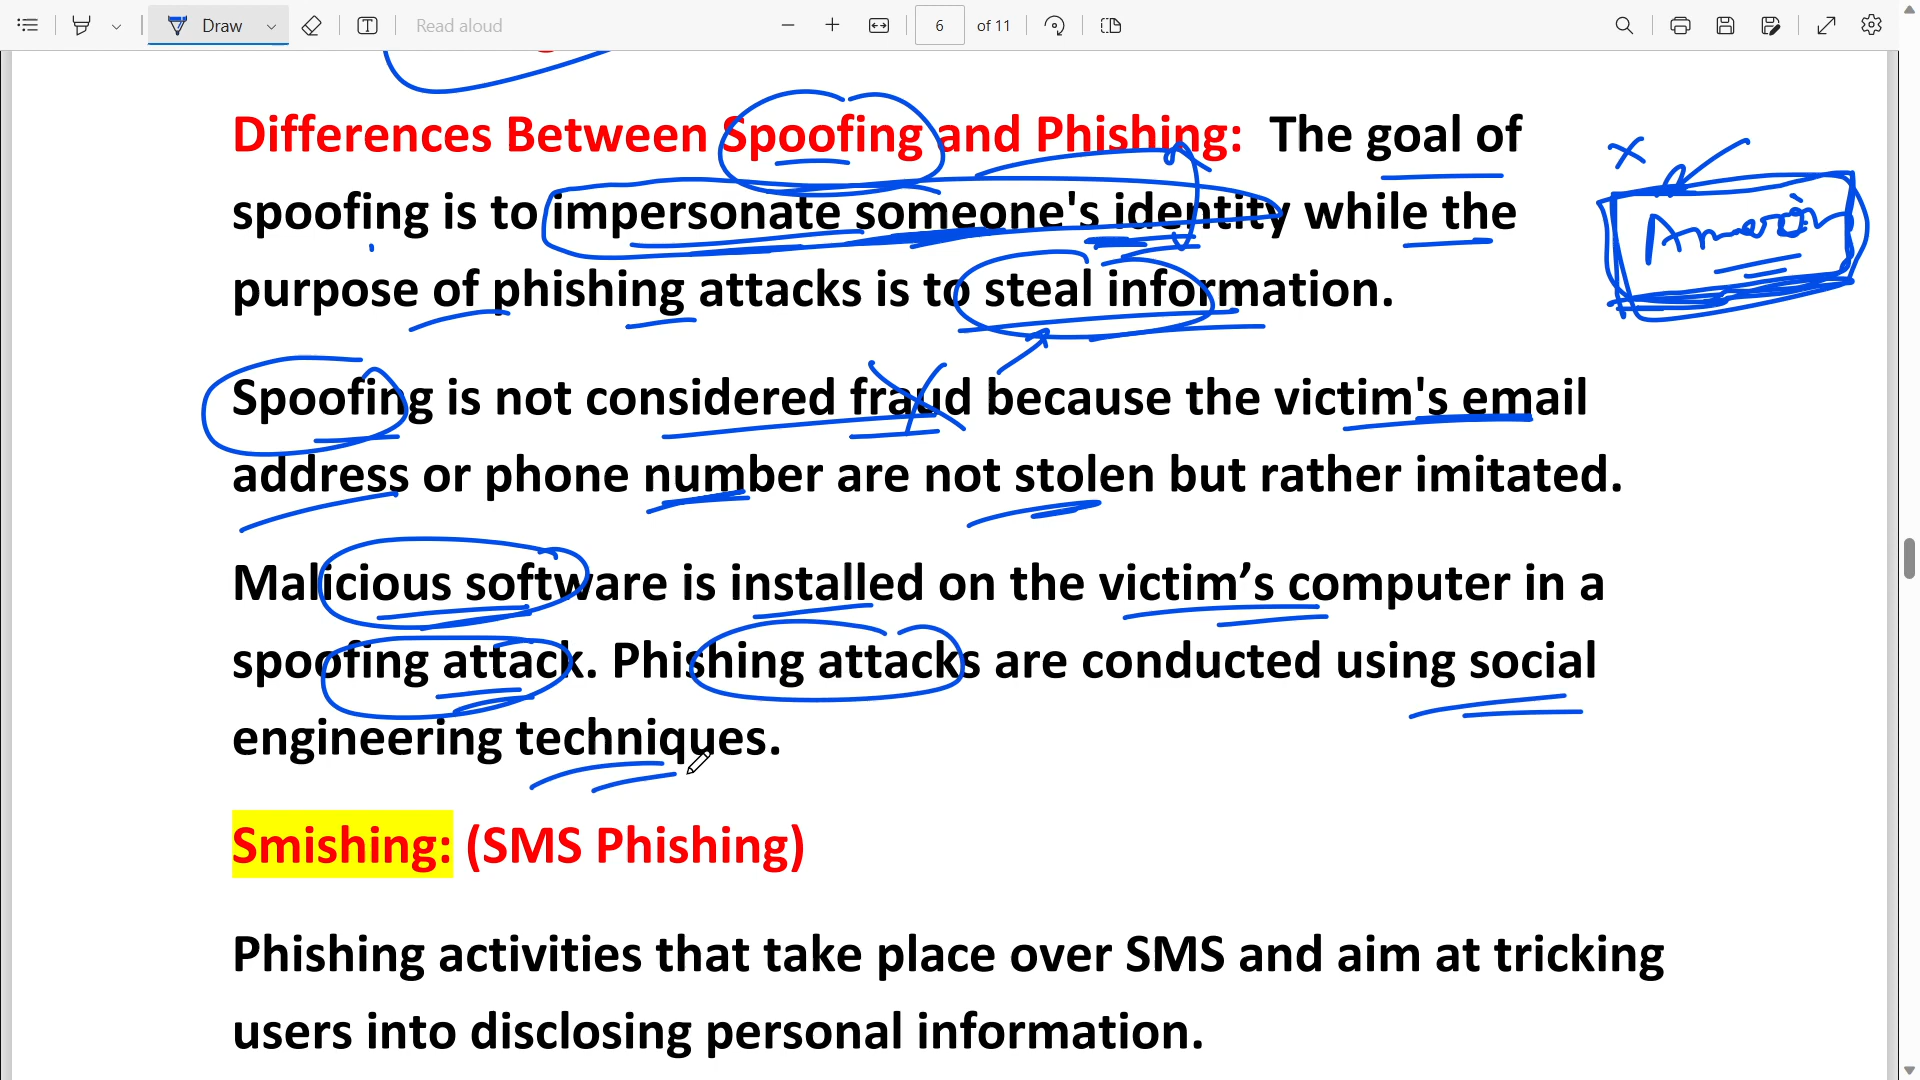 Draw
Read aloud
6
of 11
Differences Between Spoofing and Phishing: The goal of
spoofing is to impersonate someone's identity while the
purpose of phishing attacks is to steal information.
Spoofing is not considered fraud because the victim's email
address or phone number are not stolen but rather imitated.
Malicious software is installed on the victim’s computer in a
spoofing attack. Phishing attacks are conducted using social
engineering techniques.
Smishing: (SMS Phishing)
Phishing activities that take place over SMS and aim at tricking
users into disclosing personal information.